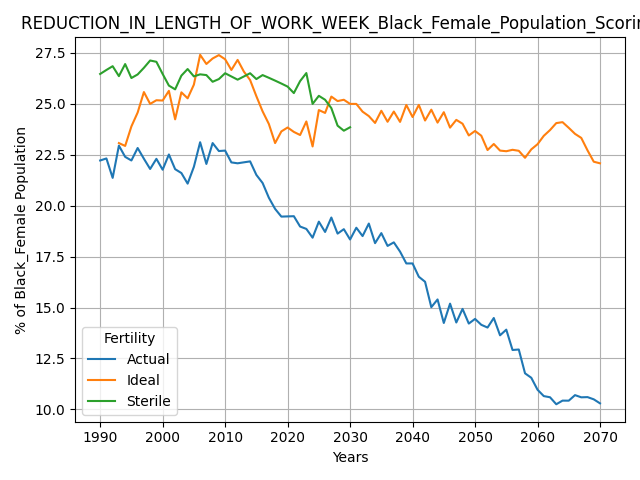 REDUCTION_IN_LENGTH_OF_WORK_WEEK_Black_Female_Population_Scorin
% of Black_Female Population
27.5
25.0
22.5
20.0
17.5
15.0
12.5
10.0
Fertility
Actual
Ideal
Sterile
1990 2000 2010 2020 2030 2040 2050 2060 2070
Years